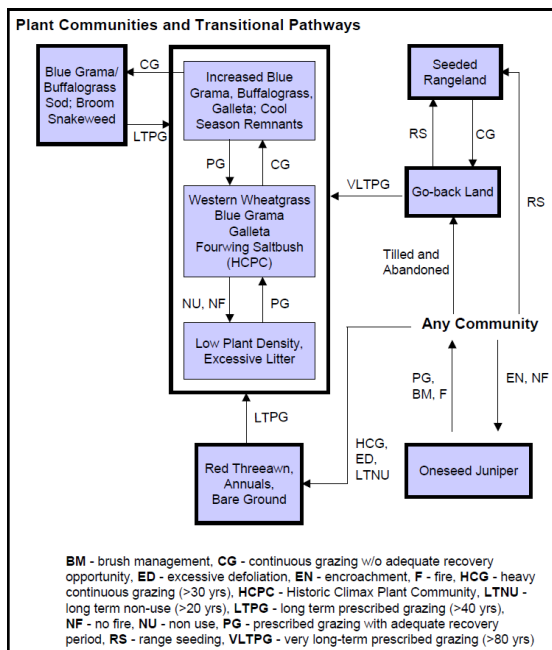 Plant Communities and Transitional Pathways
Blue Grama/
Buffalograss
Sod; Broom
Snakeweed
CG
LTPG
Increased Blue
Grama, Buffalograss,
Galleta; Cool
Season Remnants
PG
CG
Western Wheatgrass
Blue Grama
Galleta
Fourwing Saltbush
(HCPC)
NU, NF
PG
Low Plant Density,
Excessive Litter
LTPG
Red Threeawn,
Annuals,
Bare Ground
Seeded
Rangeland
RS
CG
VLTPG
Go-back Land
RS
Tilled and
Abandoned
Any Community
PG,
BM, F
EN, NF
HCG,
ED,
LTNU
Oneseed Juniper
BM - brush management, CG - continuous grazing w/o adequate recovery
opportunity, ED - excessive defoliation, EN - encroachment, F - fire, HCG - heavy
continuous grazing (>30 yrs), HCPC - Historic Climax Plant Community, LTNU -
long term non-use (>20 yrs), LTPG - long term prescribed grazing (>40 yrs),
NF - no fire, NU - non use, PG - prescribed grazing with adequate recovery
period, RS - range seeding, VLTPG - very long-term prescribed grazing (>80 yrs)